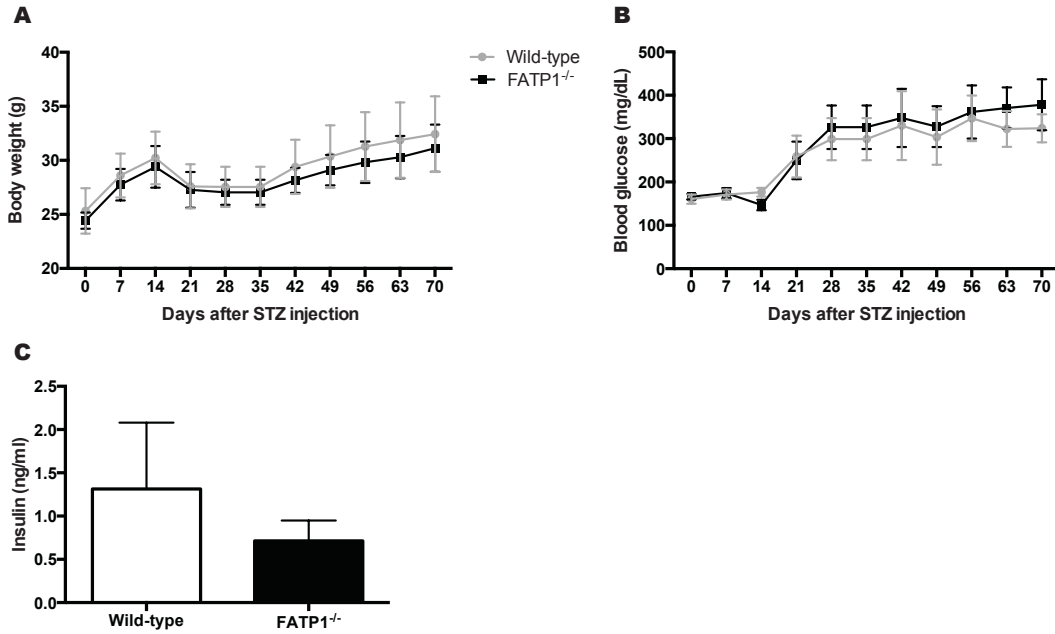 A
Body weight (g)
40
35
30
25
20
0 7 14 21 28 35 42 49 56 63 70
Days after STZ injection
Wild-type
FATP1-/-
B
Blood glucose (mg/dL)
500
400
300
200
100
0
0 7 14 21 28 35 42 49 56 63 70
Days after STZ injection
C
Insulin (ng/ml)
2.5
2.0
1.5
1.0
0.5
0.0
Wild-type FATP1-/-